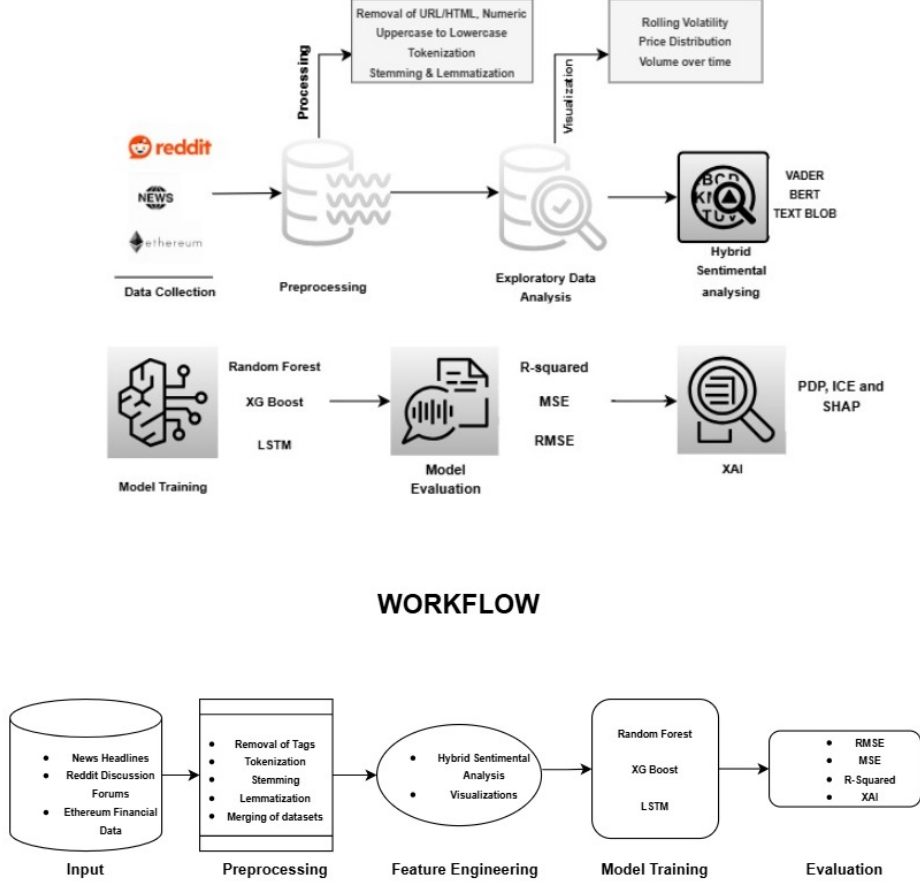 Removal of URL/HTML, Numeric
Uppercase to Lowercase
Tokenization
Stemming & Lemmatization
Rolling Volatility
Price Distribution
Volume over time
Processing
Visualization
reddit
NEWS
ethereum
Data Collection
Preprocessing
Exploratory Data
Analysis
VADER
BERT
TEXT BLOB
Hybrid
Sentimental
analysing
Random Forest
XG Boost
LSTM
Model Training
R-squared
MSE
RMSE
Model
Evaluation
PDP, ICE and
SHAP
XAI
WORKFLOW
• News Headlines
• Reddit Discussion
Forums
• Ethereum Financial
Data
Input
• Removal of Tags
• Tokenization
• Stemming
• Lemmatization
• Merging of datasets
Preprocessing
• Hybrid Sentimental
Analysis
• Visualizations
Feature Engineering
Random Forest
XG Boost
LSTM
Model Training
• RMSE
• MSE
• R-Squared
• XAI
Evaluation